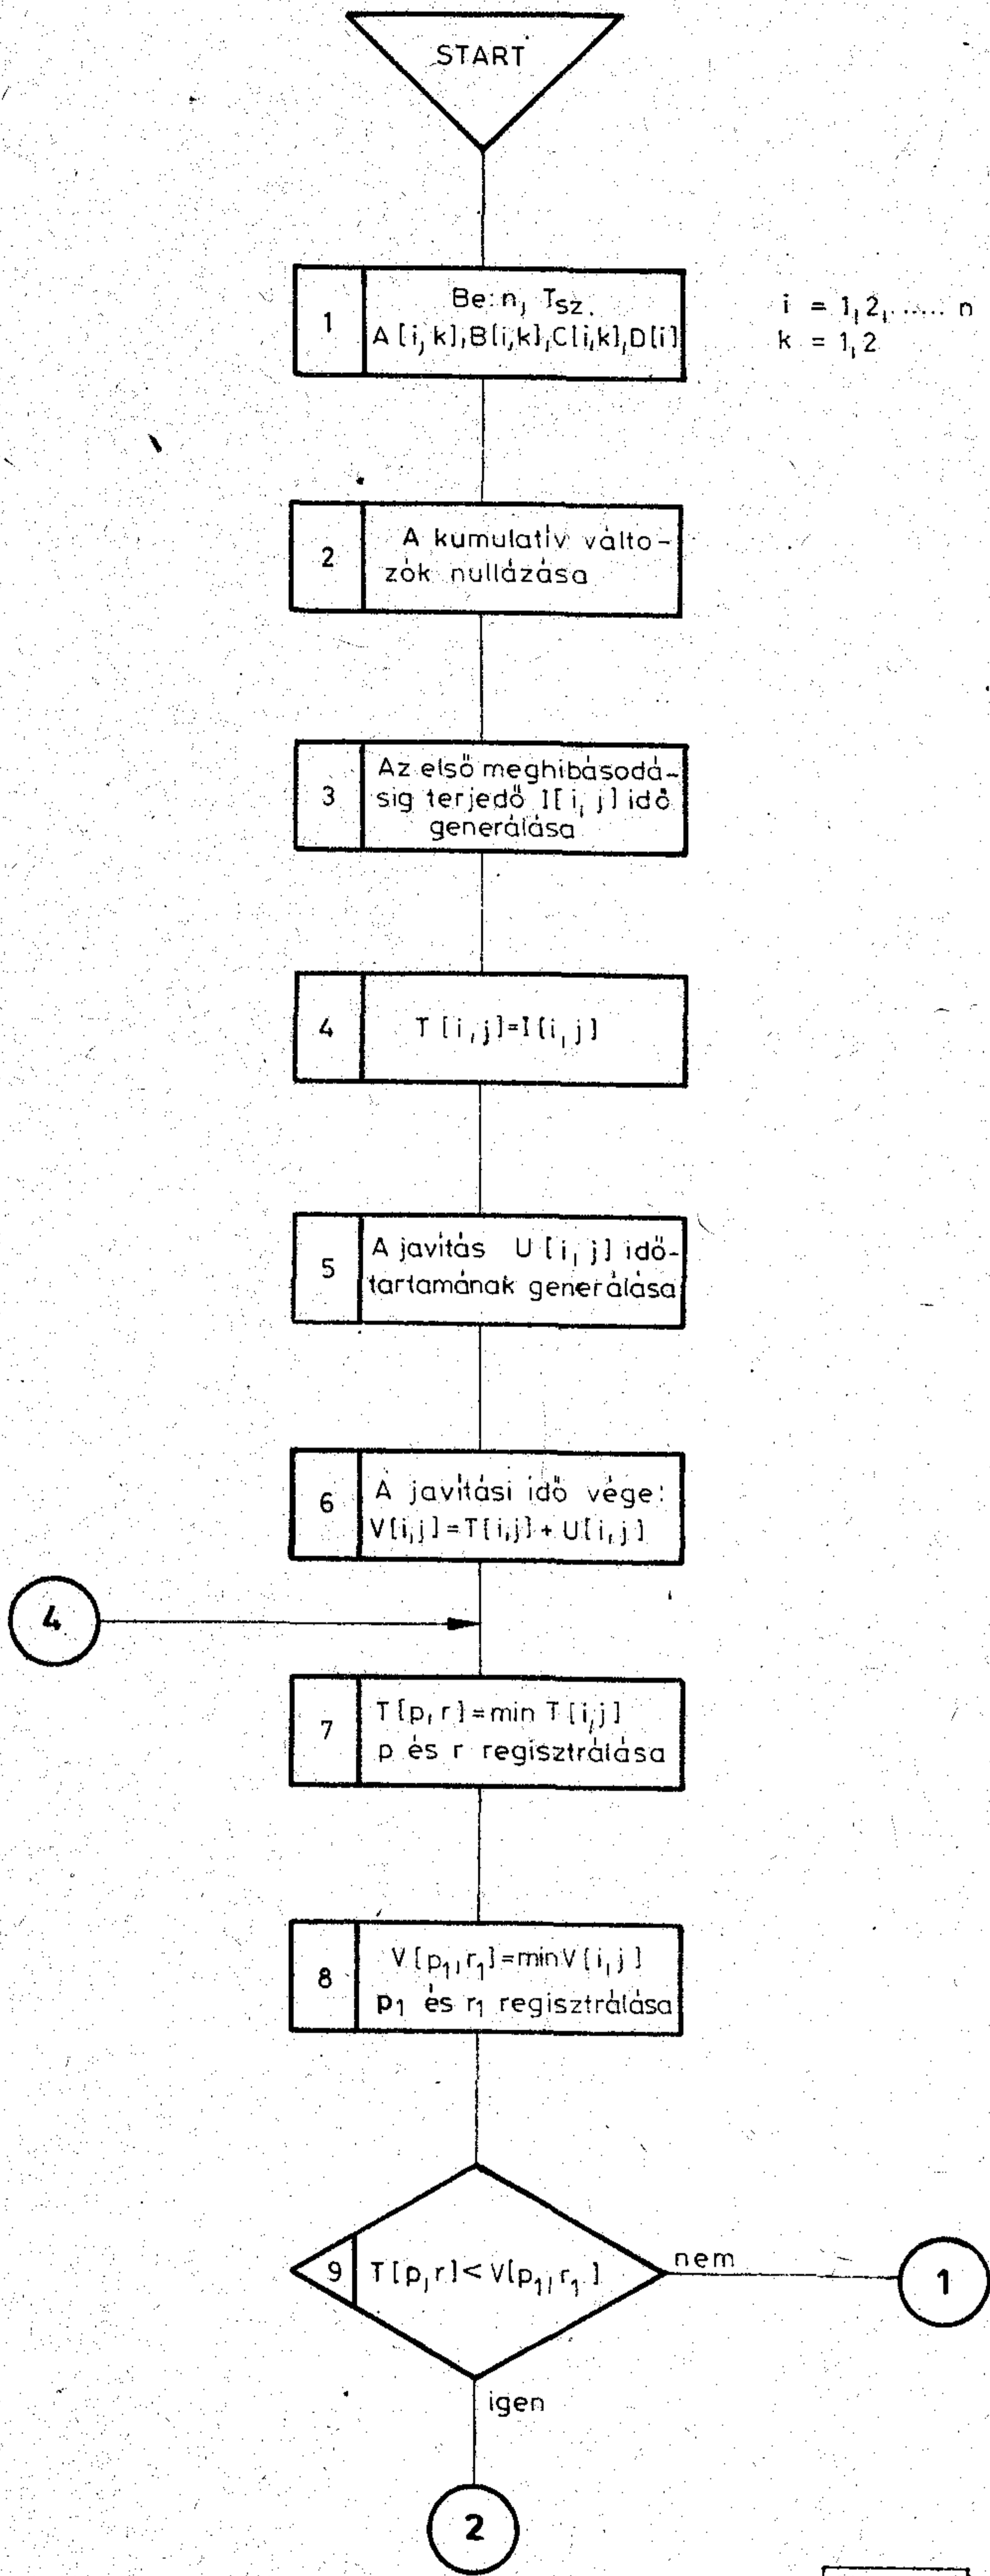 START
1
Be: n, Tsz.
A[i,k],B[i,k],C[i,k],D[i]
i = 1,2,..... n
k = 1,2
2
A kumulatívválto-
zók nullázása
3
Az első meghibásodá-
sig terjedő I[i,j] idő
generálása
4
T[i,j]=I[i,j]
5
A javítás U[i,j] idő-
tartamának generálása
6
A javítási idő vége:
V[i,j]=T[i,j]+U[i,j]
4
7
T[p,r]=min T[i,j]
p és r regisztrálása
8
V[p₁,r₁]=min V[i,j]
p₁ és r₁ regisztrálása
9
T[p,r]<V[p₁,r₁]
nem
1
igen
2